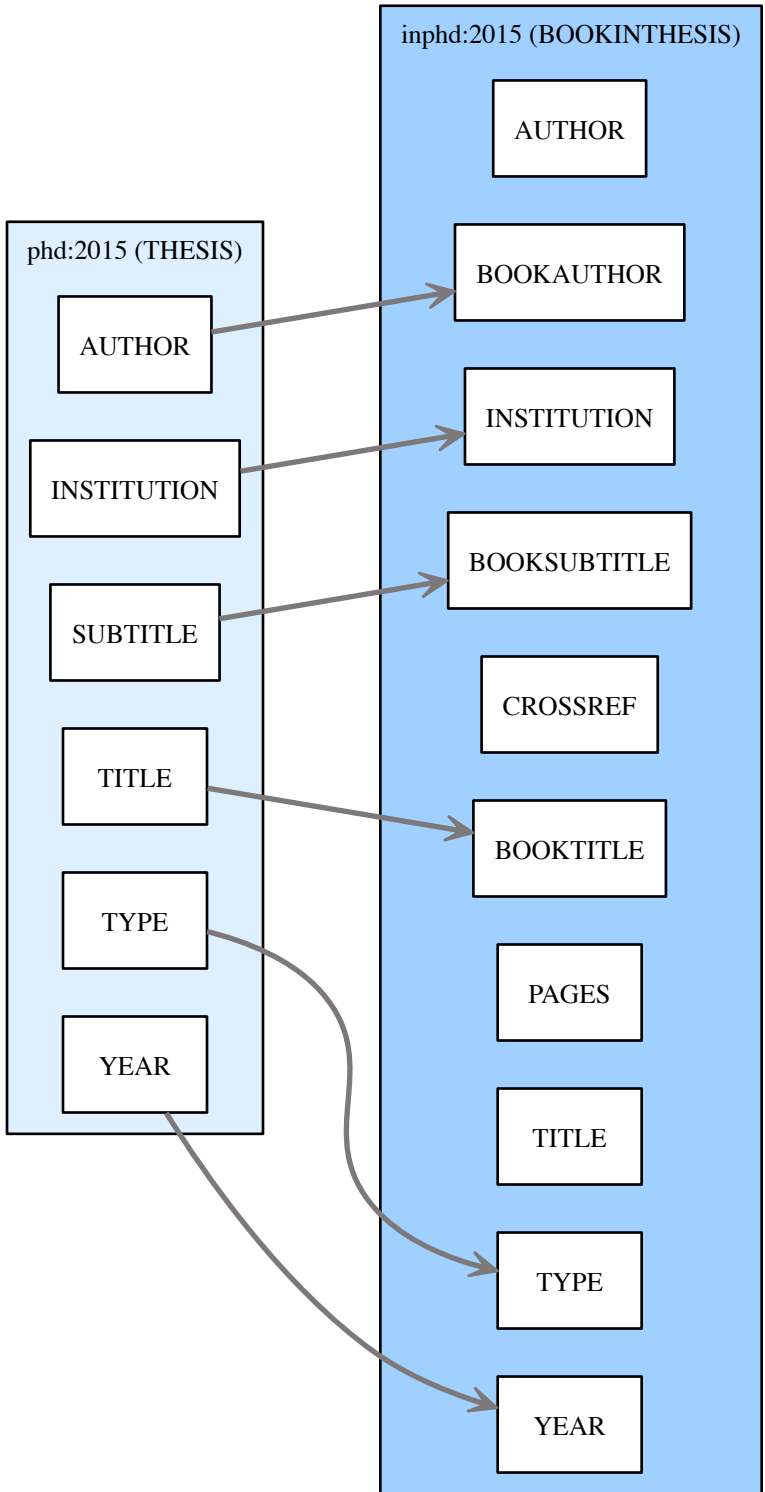 phd:2015 (THESIS)
AUTHOR
INSTITUTION
SUBTITLE
TITLE
TYPE
YEAR
inphd:2015 (BOOKINTHESIS)
AUTHOR
BOOKAUTHOR
INSTITUTION
BOOKSUBTITLE
CROSSREF
BOOKTITLE
PAGES
TITLE
TYPE
YEAR